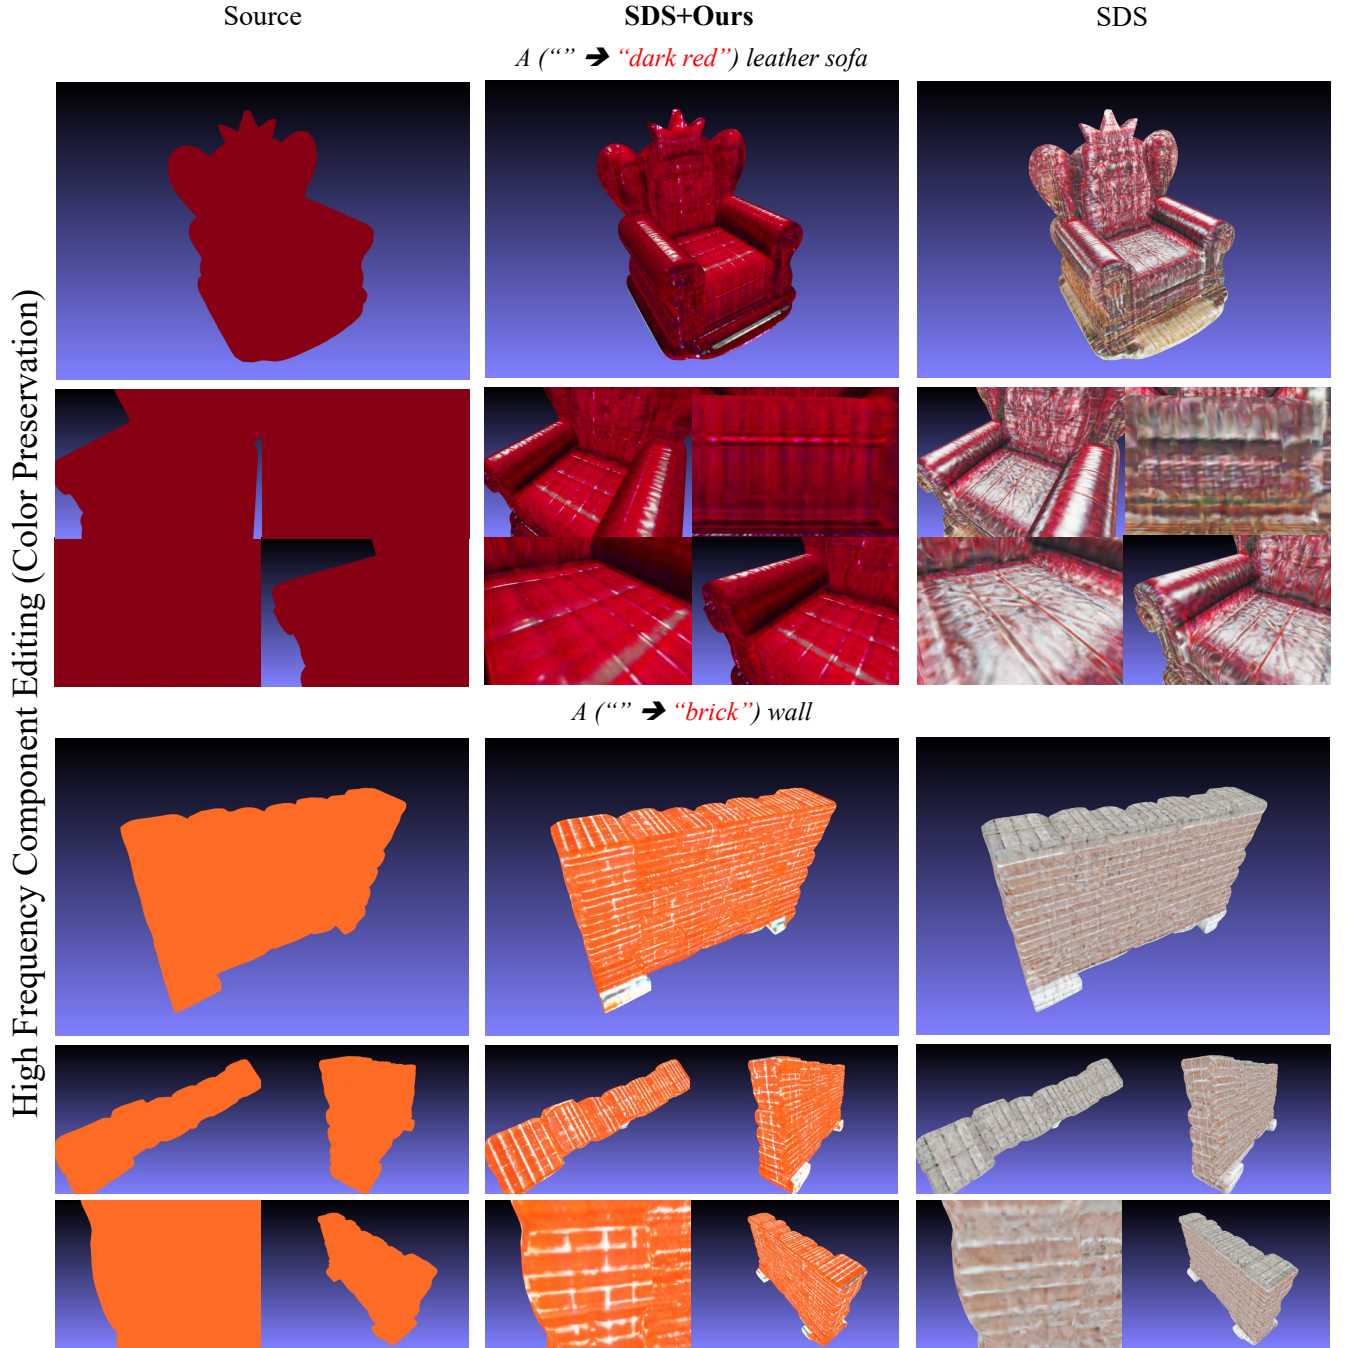 Source
SDS+Ours
SDS
A (“” ➔ “dark red”) leather sofa
High Frequency Component Editing (Color Preservation)
A (“” ➔ “brick”) wall